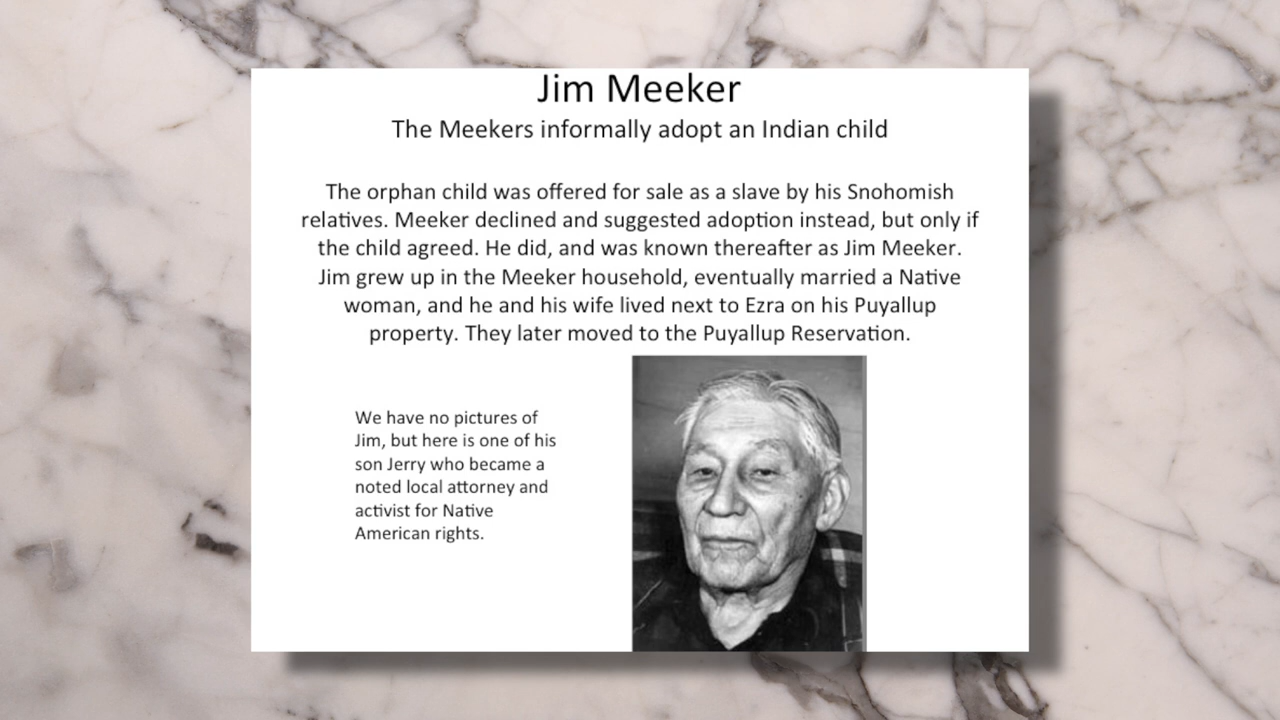 Jim Meeker
The Meekers informally adopt an Indian child
The orphan child was offered for sale as a slave by his Snohomish
relatives. Meeker declined and suggested adoption instead, but only if
the child agreed. He did, and was known thereafter as Jim Meeker.
Jim grew up in the Meeker household, eventually married a Native
woman, and he and his wife lived next to Ezra on his Puyallup
property. They later moved to the Puyallup Reservation.
We have no pictures of
Jim, but here is one of his
son Jerry who became a
noted local attorney and
activist for Native
American rights.